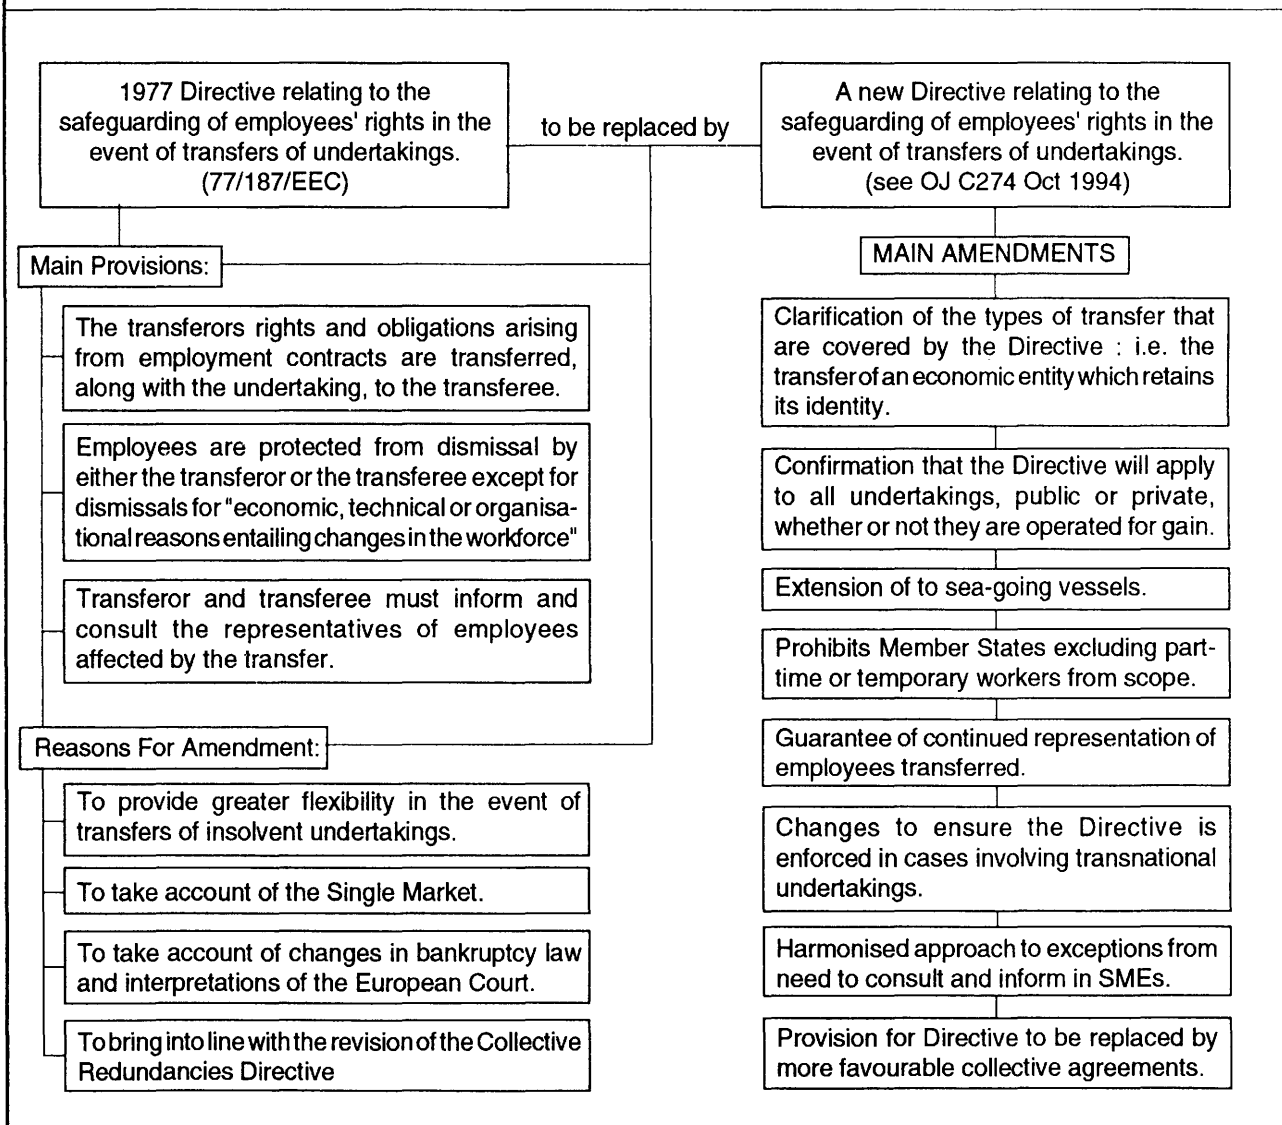 1977 Directive relating to the
safeguarding of employees' rights in the
event of transfers of undertakings.
(77/187/EEC)
to be replaced by
A new Directive relating to the
safeguarding of employees' rights in the
event of transfers of undertakings.
(see OJ C274 Oct 1994)
Main Provisions:
The transferors rights and obligations arising
from employment contracts are transferred,
along with the undertaking, to the transferee.
Employees are protected from dismissal by
either the transferor or the transferee except for
dismissals for "economic, technical or organisa-
tional reasons entailing changes in the workforce"
Transferor and transferee must inform and
consult the representatives of employees
affected by the transfer.
Reasons For Amendment:
To provide greater flexibility in the event of
transfers of insolvent undertakings.
To take account of the Single Market.
To take account of changes in bankruptcy law
and interpretations of the European Court.
To bring into line with the revision of the Collective
Redundancies Directive
MAIN AMENDMENTS
Clarification of the types of transfer that
are covered by the Directive : i.e. the
transfer of an economic entity which retains
its identity.
Confirmation that the Directive will apply
to all undertakings, public or private,
whether or not they are operated for gain.
Extension of to sea-going vessels.
Prohibits Member States excluding part-
time or temporary workers from scope.
Guarantee of continued representation of
employees transferred.
Changes to ensure the Directive is
enforced in cases involving transnational
undertakings.
Harmonised approach to exceptions from
need to consult and inform in SMEs.
Provision for Directive to be replaced by
more favourable collective agreements.